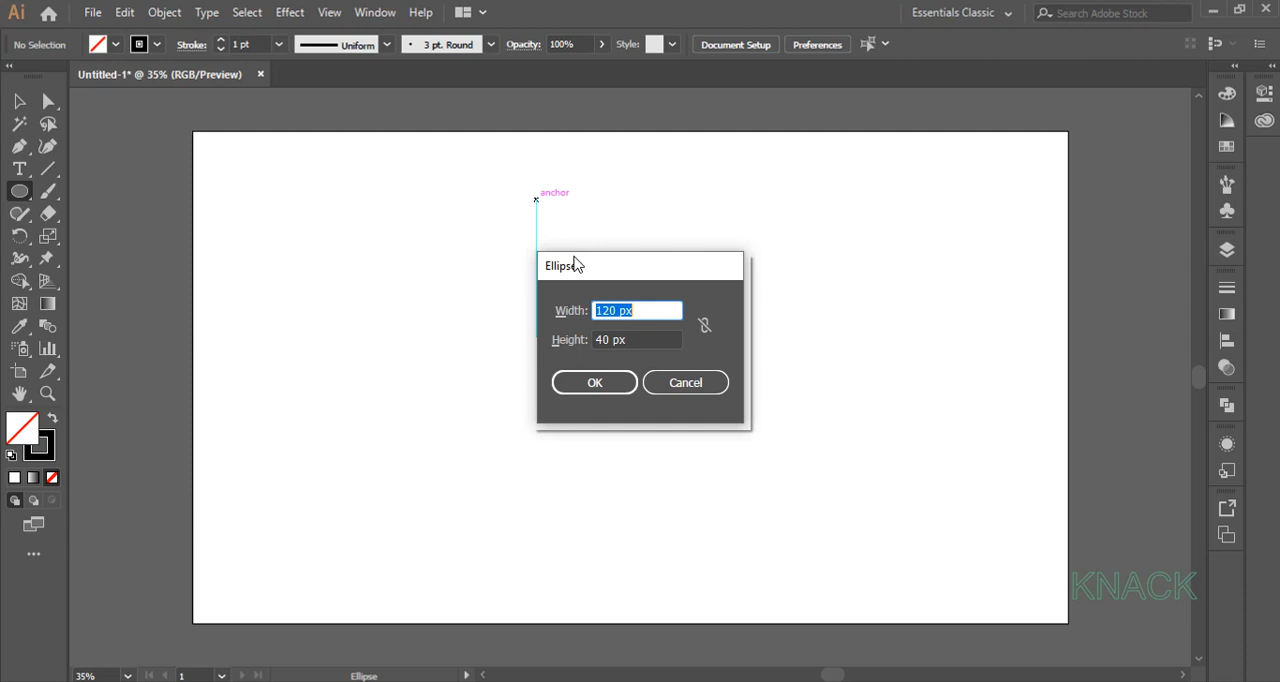 Ai File Edit Object Type Select Effect View Window Help Essentials Classic Search Adobe Stock
No Selection Stroke: 1 pt Uniform 3 pt. Round Opacity: 100% Style: Document Setup Preferences
Untitled-1* @ 35% (RGB/Preview) ×
anchor
Ellipse
Width: 120 px
Height: 40 px
OK Cancel
KNACK
35% 1 Ellipse